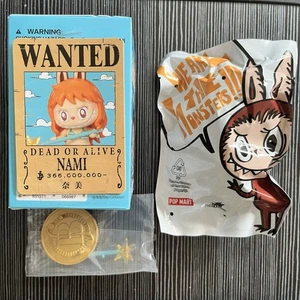 WARNING:
WANTED
DEAD OR ALIVE
NAMI
366,000,000-
奈美
WE ARE
THE
MONSTERS!!
POP MART